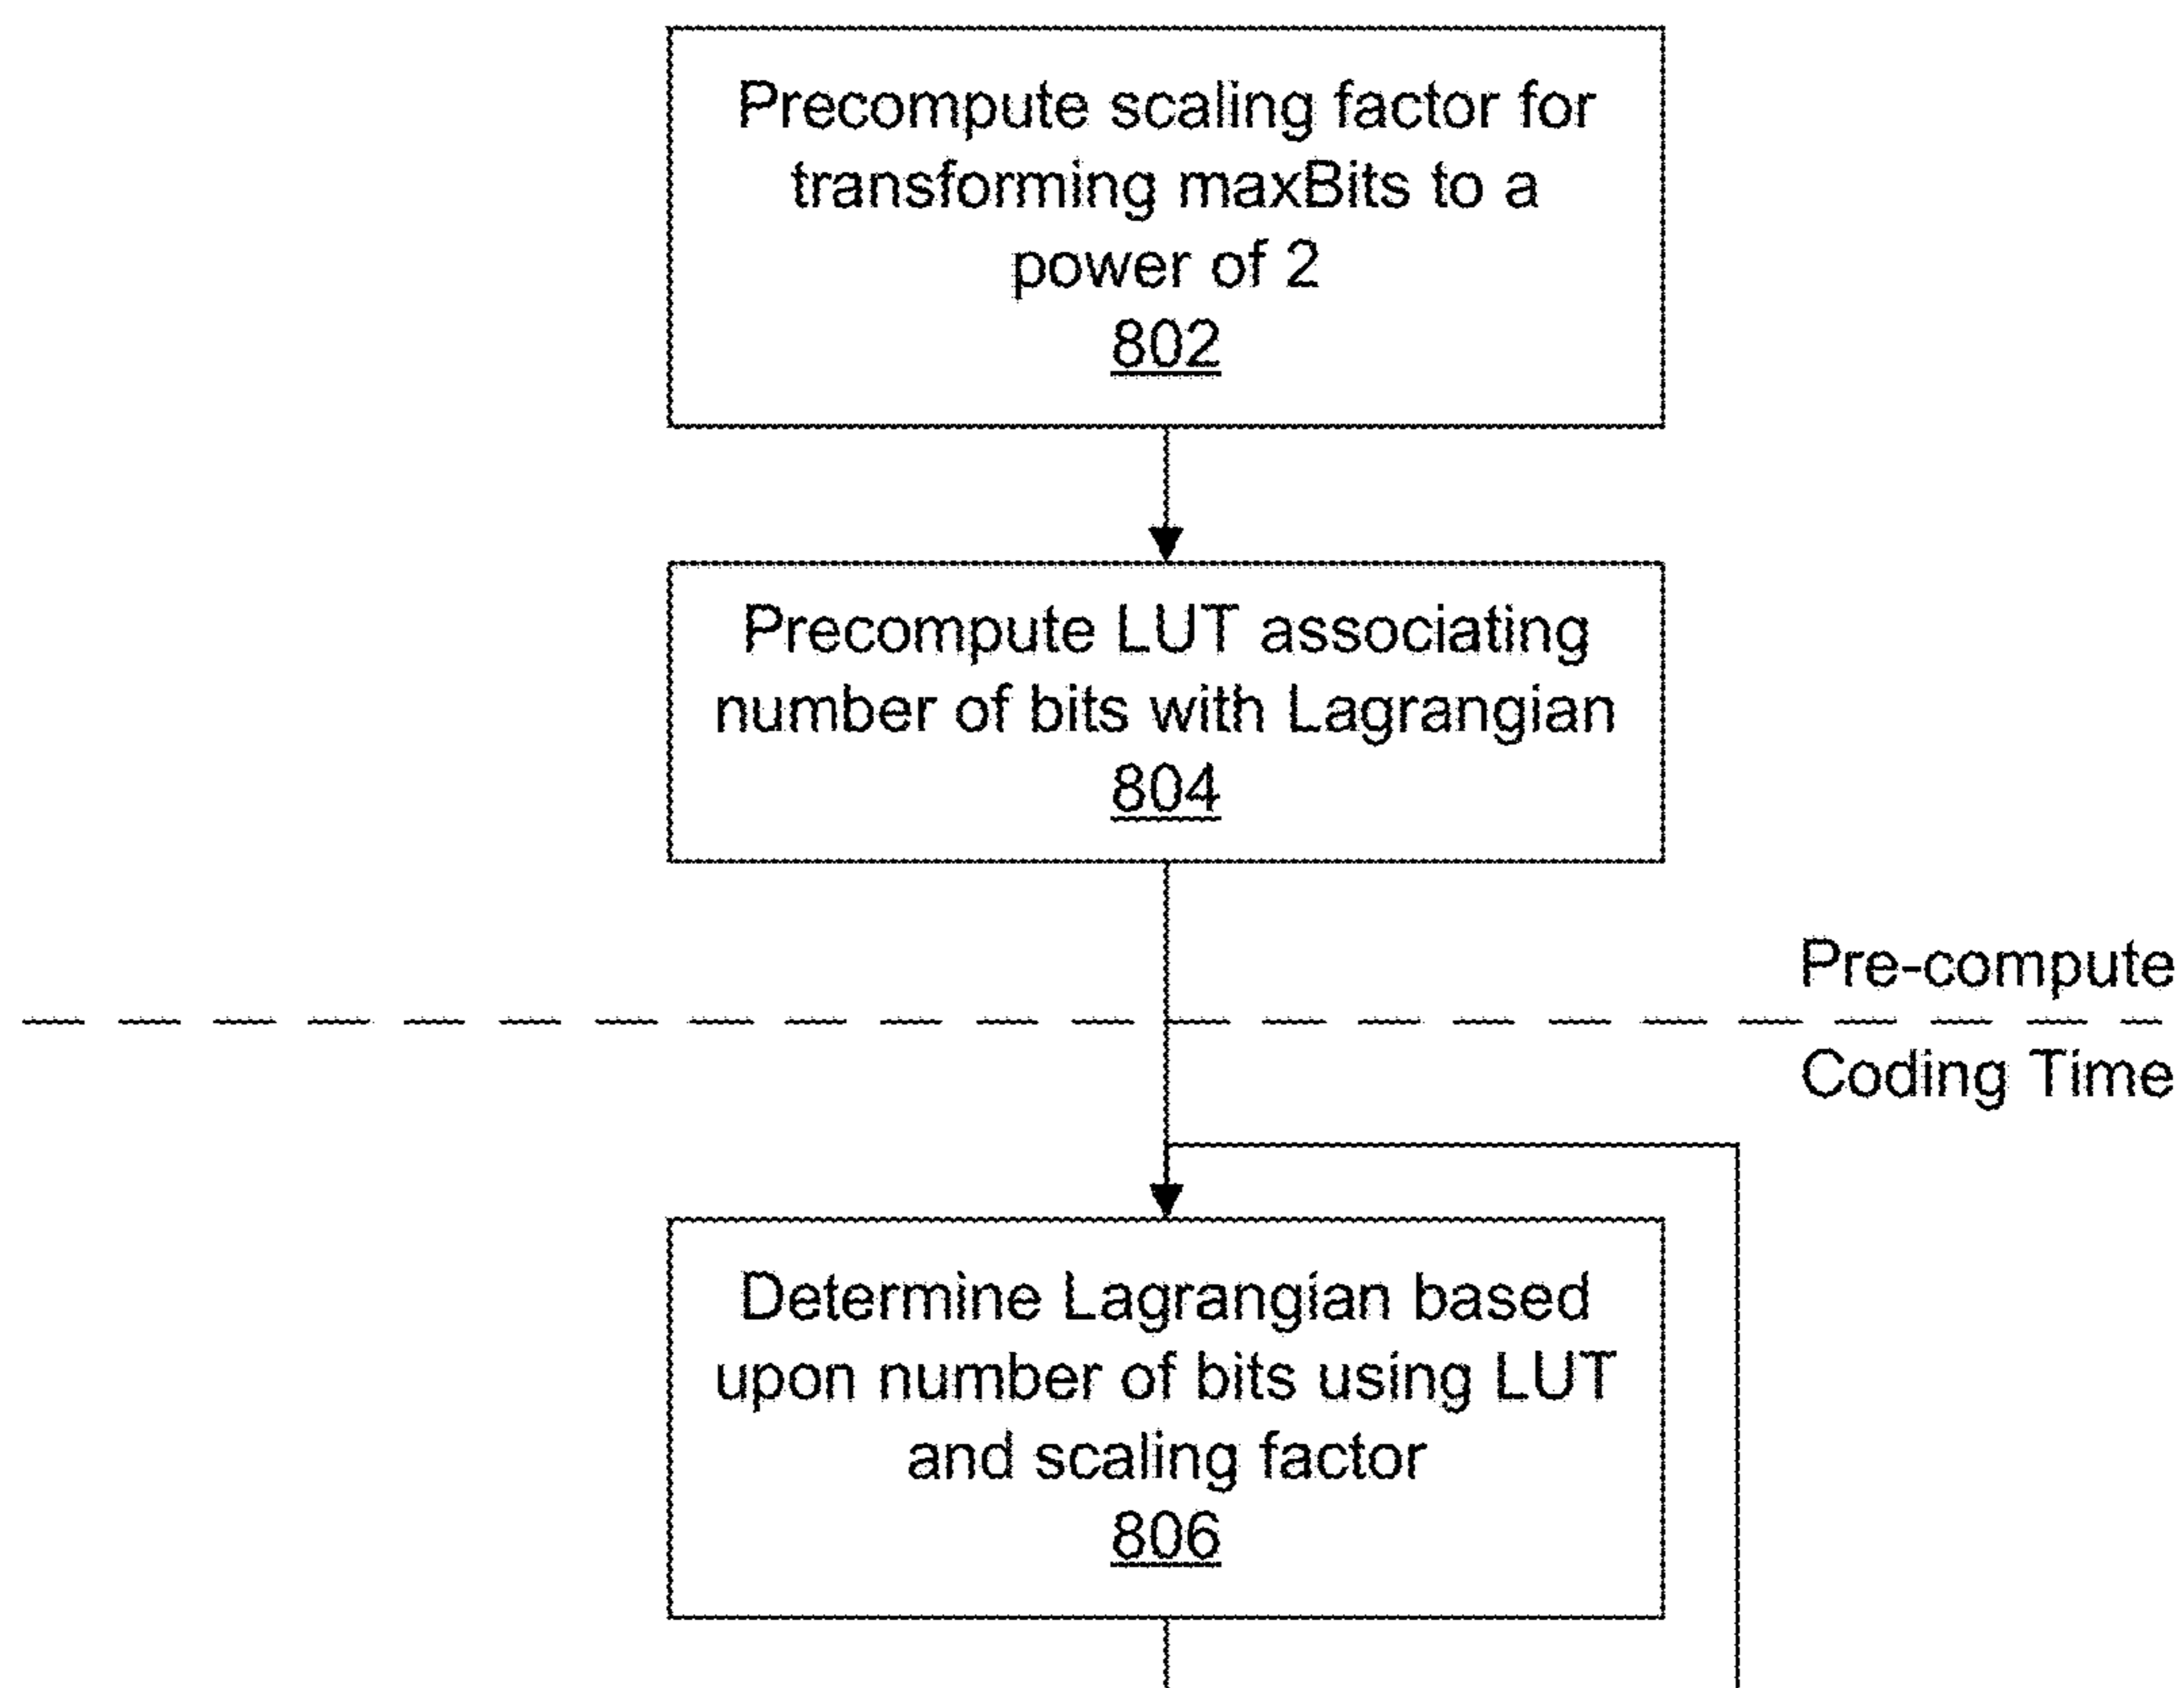 Precompute scaling factor for
transforming maxBits to a
power of 2
802
Precompute LUT associating
number of bits with Lagrangian
804
Pre-compute
Coding Time
Determine Lagrangian based
upon number of bits using LUT
and scaling factor
806